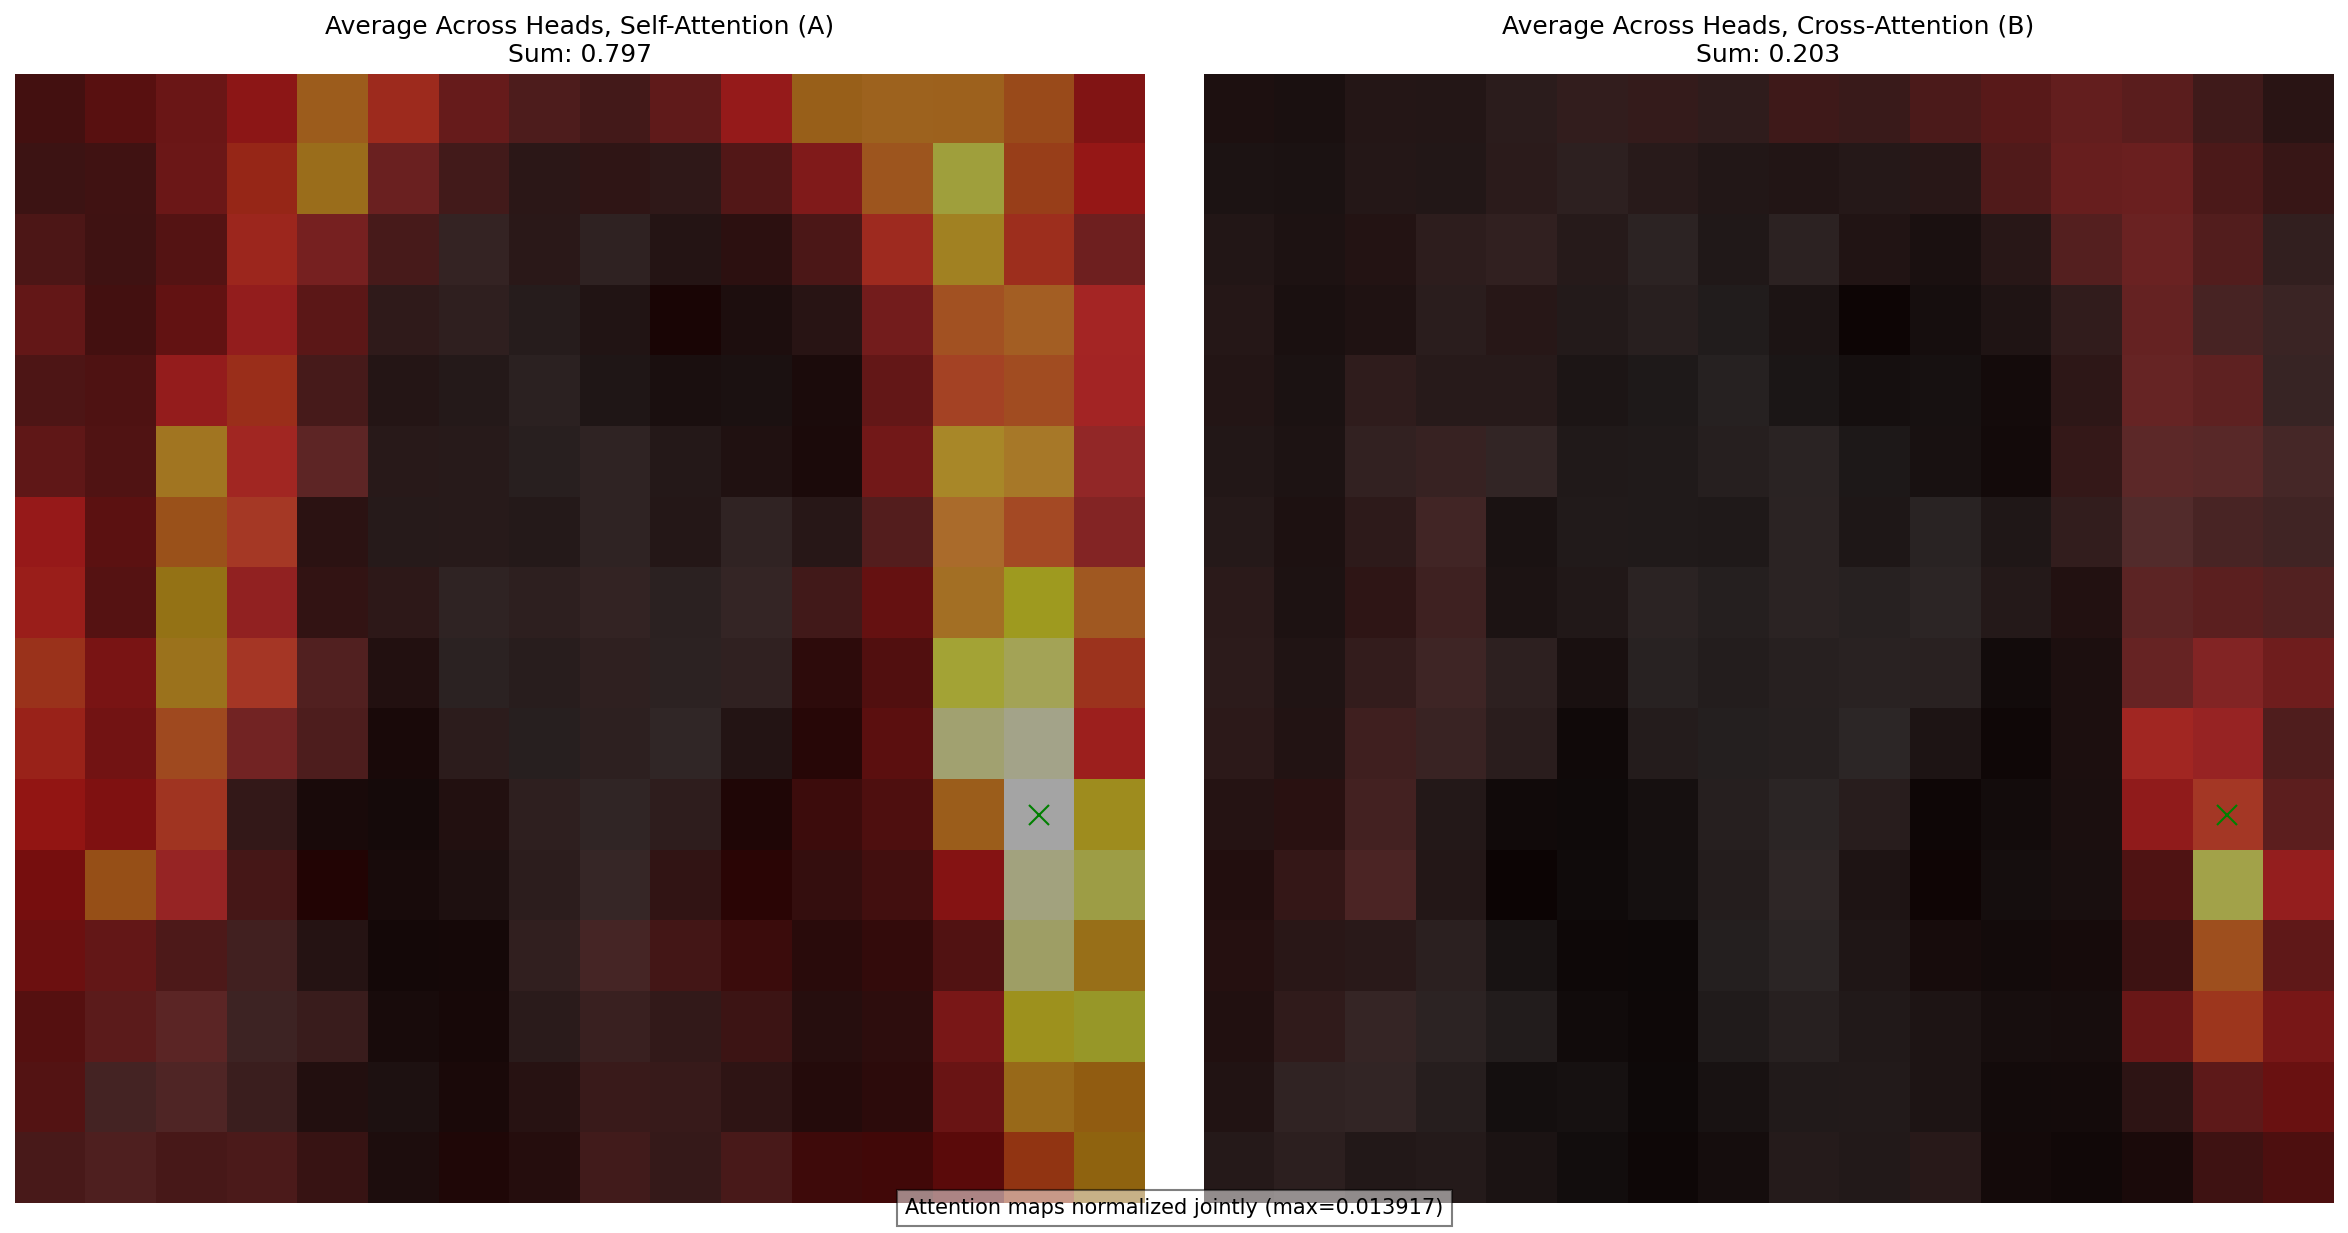 Average Across Heads, Self-Attention (A)
Sum: 0.797
Average Across Heads, Cross-Attention (B)
Sum: 0.203
Attention maps normalized jointly (max=0.013917)